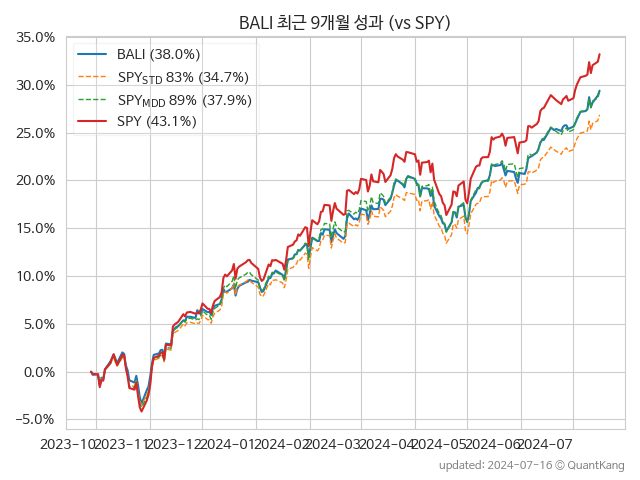 BALI 최근 9개월 성과 (vs SPY)
BALI (38.0%)
SPY_STD 83% (34.7%)
SPY_MDD 89% (37.9%)
SPY (43.1%)
35.0%
30.0%
25.0%
20.0%
15.0%
10.0%
5.0%
0.0%
−5.0%
2023-10 2023-11 2023-12 2024-01 2024-02 2024-03 2024-04 2024-05 2024-06 2024-07
updated: 2024-07-16 © QuantKang